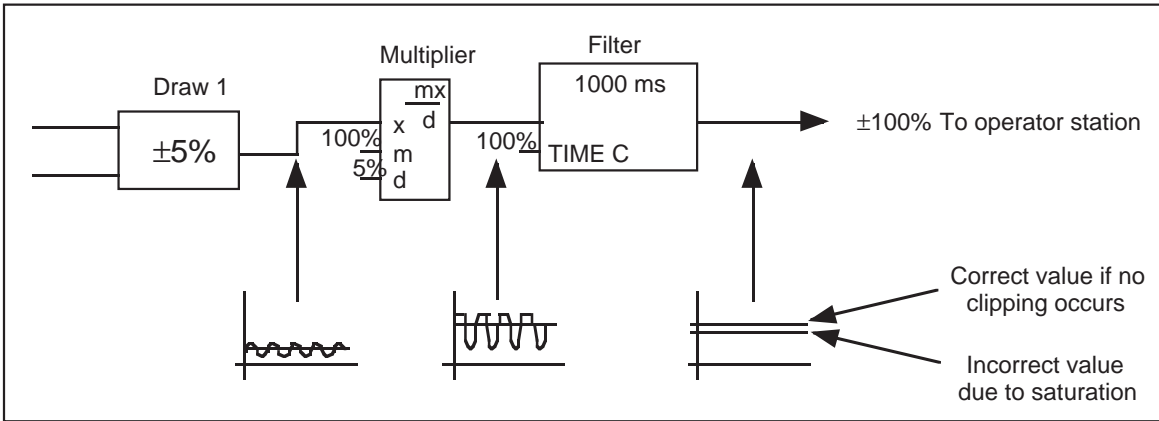 Filter
Multiplier
Draw 1
1000 ms
mx
d
x
100%
m
5%
d
±5%
100%
TIME C
±100% To operator station
Correct value if no
clipping occurs
Incorrect value
due to saturation